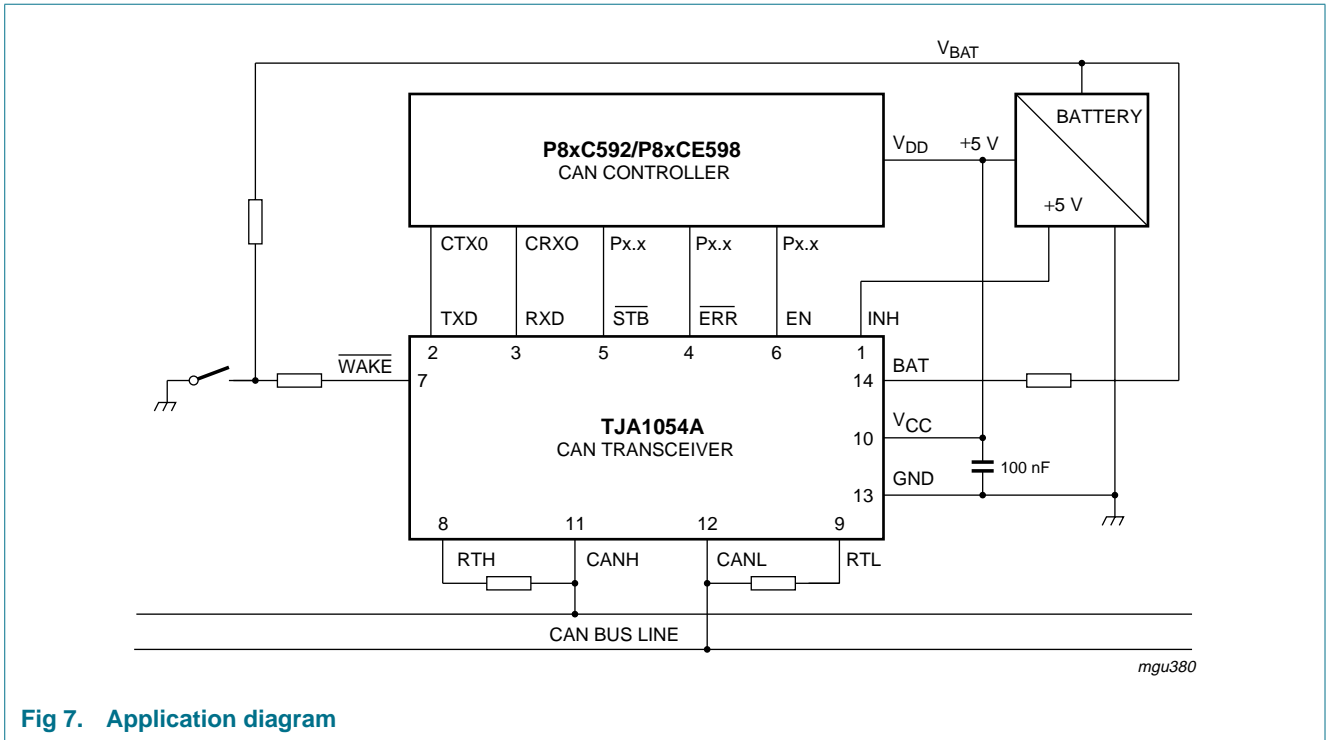 VBAT
BATTERY
P8xC592/P8xCE598
CAN CONTROLLER
VDD +5 V
+5 V
CTX0 CRXO Px.x Px.x Px.x
TXD RXD STB ERR EN INH
2 3 5 4 6 1
WAKE 7
14 BAT
TJA1054A
CAN TRANSCEIVER
10 VCC
100 nF
13 GND
8 11 12 9
RTH CANH CANL RTL
CAN BUS LINE
mgu380
Fig 7. Application diagram